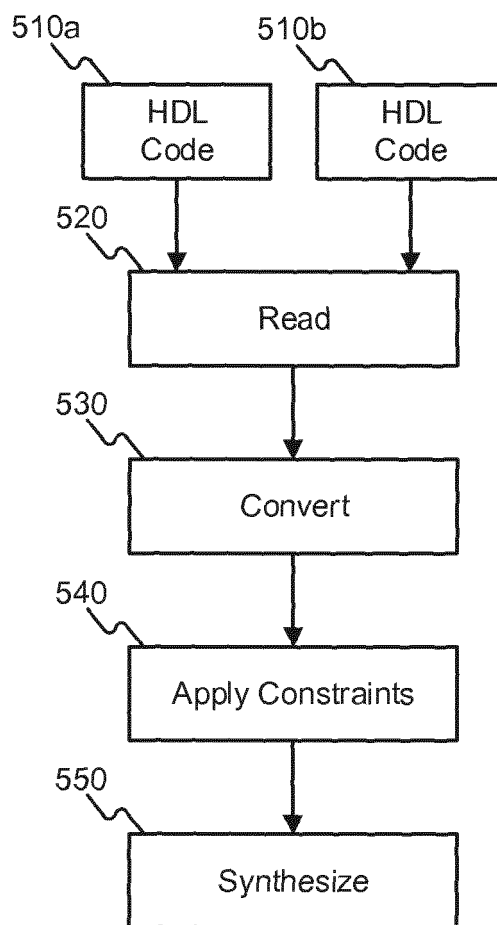 510a
510b
HDL
Code
HDL
Code
520
Read
530
Convert
540
Apply Constraints
550
Synthesize